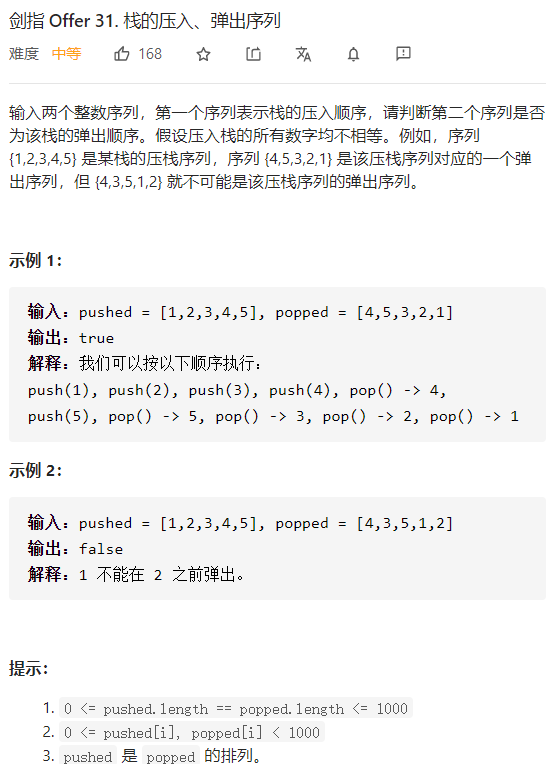 剑指 Offer 31. 栈的压入、弹出序列
难度 中等 168
输入两个整数序列，第一个序列表示栈的压入顺序，请判断第二个序列是否
为该栈的弹出顺序。假设压入栈的所有数字均不相等。例如，序列
{1,2,3,4,5} 是某栈的压栈序列，序列 {4,5,3,2,1} 是该压栈序列对应的一个弹
出序列，但 {4,3,5,1,2} 就不可能是该压栈序列的弹出序列。
示例 1：
输入：pushed = [1,2,3,4,5], popped = [4,5,3,2,1]
输出：true
解释：我们可以按以下顺序执行：
push(1), push(2), push(3), push(4), pop() -> 4,
push(5), pop() -> 5, pop() -> 3, pop() -> 2, pop() -> 1
示例 2：
输入：pushed = [1,2,3,4,5], popped = [4,3,5,1,2]
输出：false
解释：1 不能在 2 之前弹出。
提示：
1. 0 <= pushed.length == popped.length <= 1000
2. 0 <= pushed[i], popped[i] < 1000
3. pushed 是 popped 的排列。